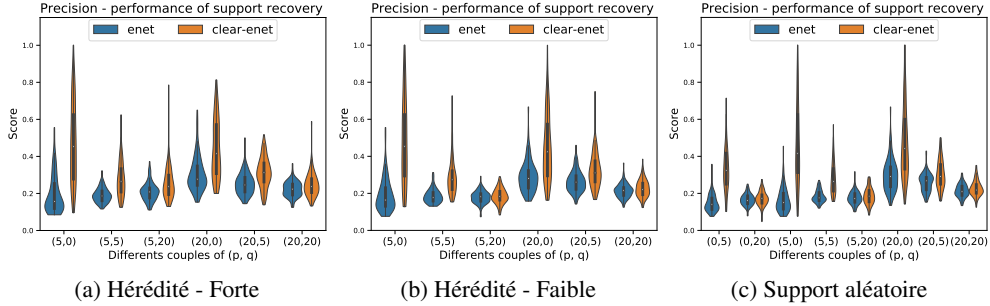 Precision - performance of support recovery
enet clear-enet
Score
1.0
0.8
0.6
0.4
0.2
0.0
(5,0) (5,5) (5,20) (20,0) (20,5) (20,20)
Differents couples of (p, q)
(a) Hérédité - Forte
Precision - performance of support recovery
enet clear-enet
Score
1.0
0.8
0.6
0.4
0.2
0.0
(5,0) (5,5) (5,20) (20,0) (20,5) (20,20)
Differents couples of (p, q)
(b) Hérédité - Faible
Precision - performance of support recovery
enet clear-enet
Score
1.0
0.8
0.6
0.4
0.2
0.0
(0,5) (0,20) (5,0) (5,5) (5,20) (20,0) (20,5) (20,20)
Differents couples of (p, q)
(c) Support aléatoire